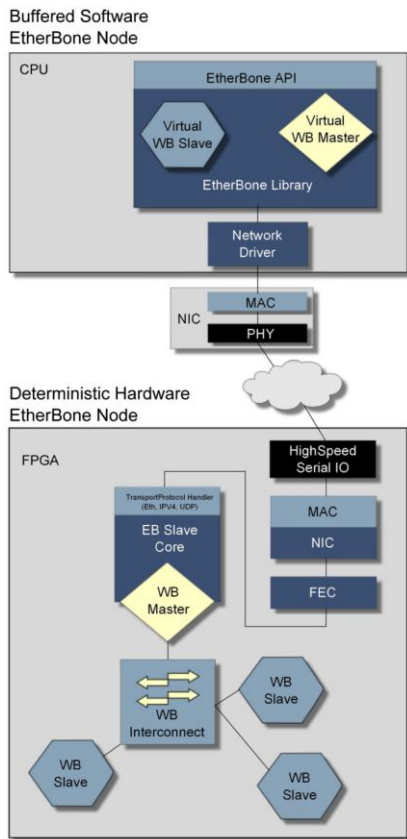 Buffered Software
EtherBone Node
CPU
EtherBone API
Virtual
WB Slave
Virtual
WB Master
EtherBone Library
Network
Driver
NIC
MAC
PHY
Deterministic Hardware
EtherBone Node
FPGA
HighSpeed
Serial IO
MAC
NIC
FEC
TransportProtocol Handler
(Eth, IPV4, UDP)
EB Slave
Core
WB
Master
WB
Interconnect
WB
Slave
WB
Slave
WB
Slave